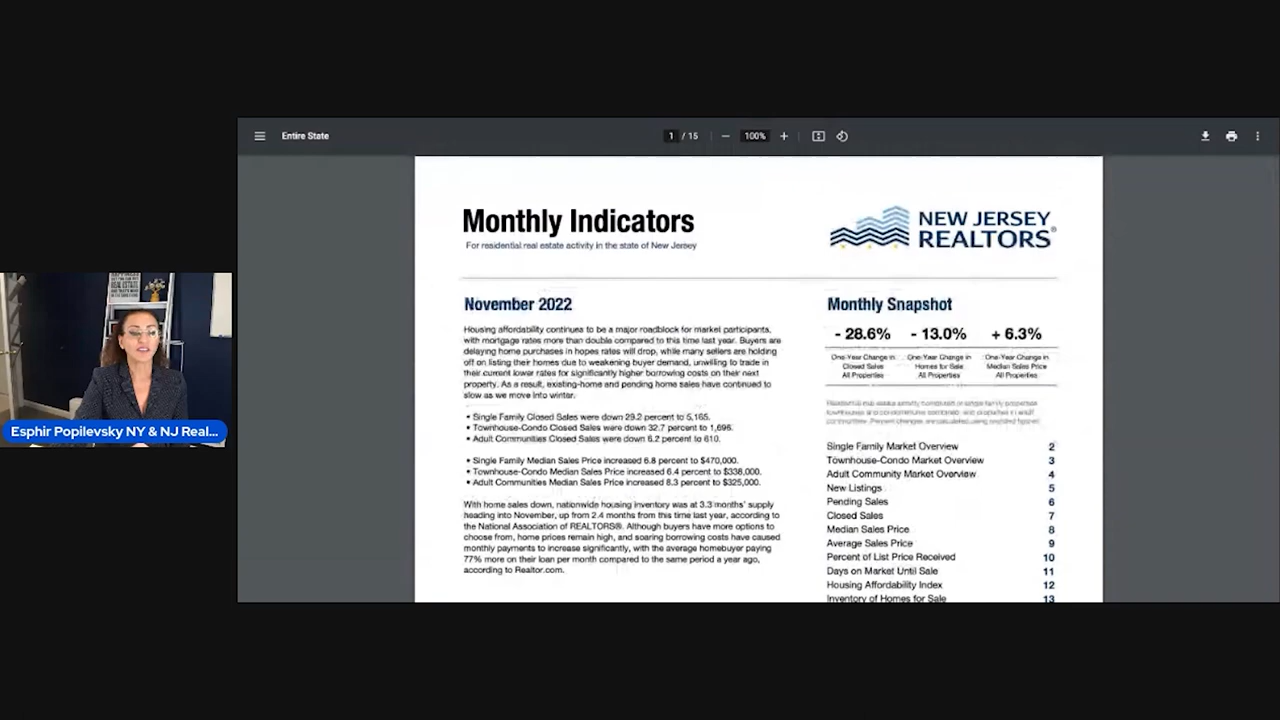 Entire State
1 / 15
100%
Monthly Indicators
For residential real estate activity in the state of New Jersey
NEW JERSEY
REALTORS®
November 2022
Housing affordability continues to be a major roadblock for market participants,
with mortgage rates more than double compared to this time last year. Buyers are
delaying home purchases in hopes rates will drop, while many sellers are holding
off on listing their homes due to weakening buyer demand, unwilling to trade in
their current lower rates for significantly higher borrowing costs on their next
property. As a result, existing-home and pending home sales have continued to
slow as we move into winter.
• Single Family Closed Sales were down 29.2 percent to 5,165.
• Townhouse-Condo Closed Sales were down 32.7 percent to 1,696.
• Adult Communities Closed Sales were down 6.2 percent to 610.
• Single Family Median Sales Price increased 6.8 percent to $470,000.
• Townhouse-Condo Median Sales Price increased 6.4 percent to $338,000.
• Adult Communities Median Sales Price increased 8.3 percent to $325,000.
With home sales down, nationwide housing inventory was at 3.3 months' supply
heading into November, up from 2.4 months from this time last year, according to
the National Association of REALTORS®. Although buyers have more options to
choose from, home prices remain high, and soaring borrowing costs have caused
monthly payments to increase significantly, with the average homebuyer paying
77% more on their loan per month compared to the same period a year ago,
according to Realtor.com.
Monthly Snapshot
- 28.6% - 13.0% + 6.3%
One-Year Change in One-Year Change in One-Year Change in
Closed Sales Homes for Sale Median Sales Price
All Properties All Properties All Properties
Single Family Market Overview 2
Townhouse-Condo Market Overview 3
Adult Community Market Overview 4
New Listings 5
Pending Sales 6
Closed Sales 7
Median Sales Price 8
Average Sales Price 9
Percent of List Price Received 10
Days on Market Until Sale 11
Housing Affordability Index 12
Inventory of Homes for Sale 13
Esphir Popilevsky NY & NJ Real...